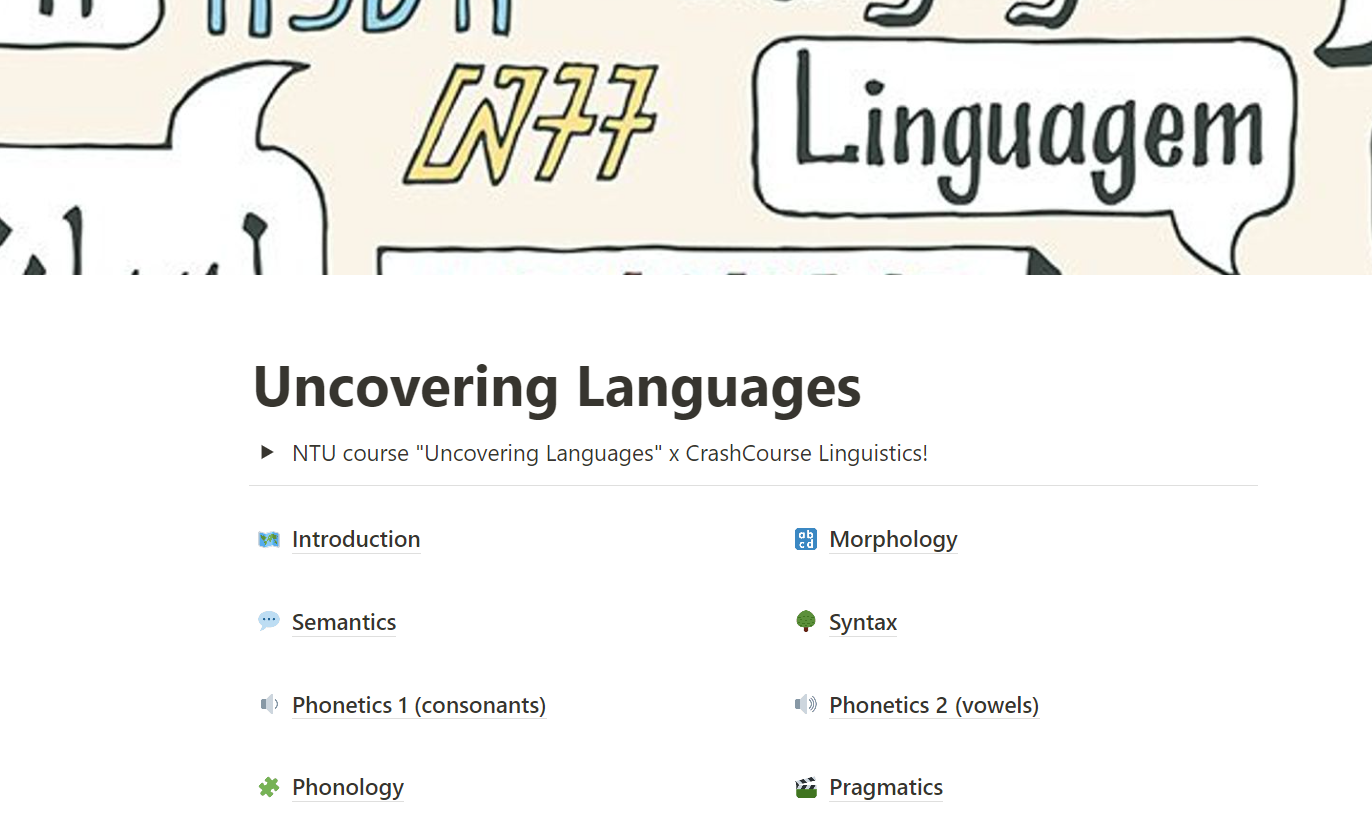 Linguagem
Uncovering Languages
NTU course "Uncovering Languages" x CrashCourse Linguistics!
Introduction
Morphology
Semantics
Syntax
Phonetics 1 (consonants)
Phonetics 2 (vowels)
Phonology
Pragmatics